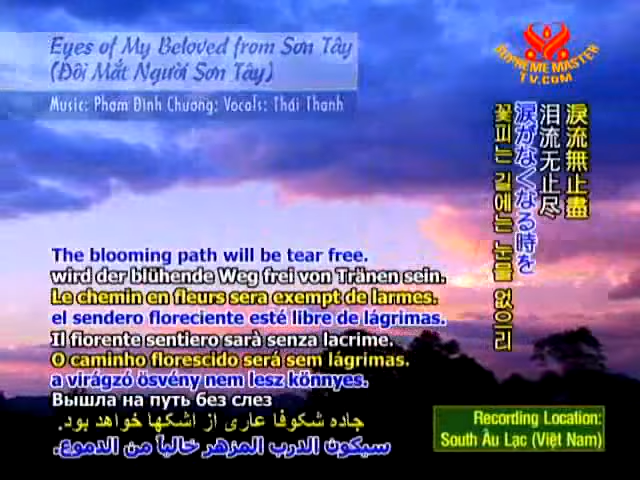 Eyes of My Beloved from Sơn Tây
(Đôi Mắt Người Sơn Tây)
Music: Phạm Đình Chương; Vocals: Thái Thanh
SUPREME MASTER
TV.COM
淚流無止盡
泪流无止尽
涙がなくなる時を
꽃피는 길에는 눈물 없으리
The blooming path will be tear free.
wird der blühende Weg frei von Tränen sein.
Le chemin en fleurs sera exempt de larmes.
el sendero floreciente esté libre de lágrimas.
Il fiorente sentiero sarà senza lacrime.
O caminho florescido será sem lágrimas.
a virágzó ösvény nem lesz könnyes.
Вышла на путь без слез
جاده شکوفا عاری از اشکها خواهد بود.
سيكون الدرب المزهر خالياً من الدموع.
Recording Location:
South Âu Lạc (Việt Nam)